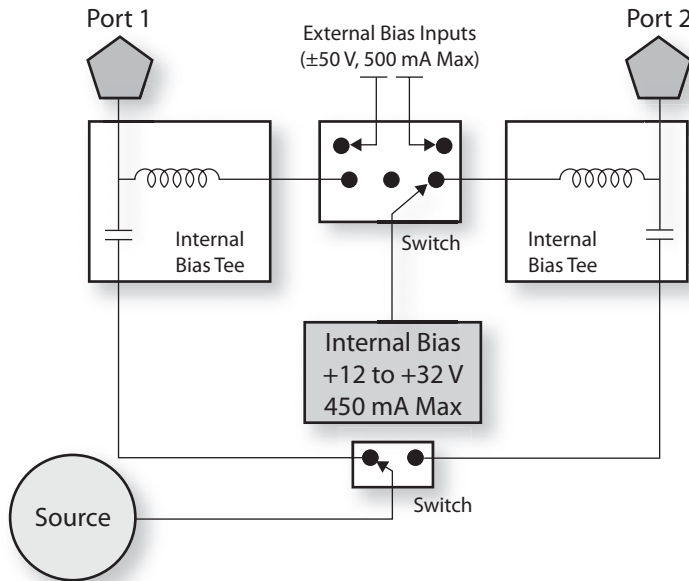 Port 1
Port 2
External Bias Inputs
(±50 V, 500 mA Max)
Internal
Bias Tee
Switch
Internal
Bias Tee
Internal Bias
+12 to +32 V
450 mA Max
Source
Switch